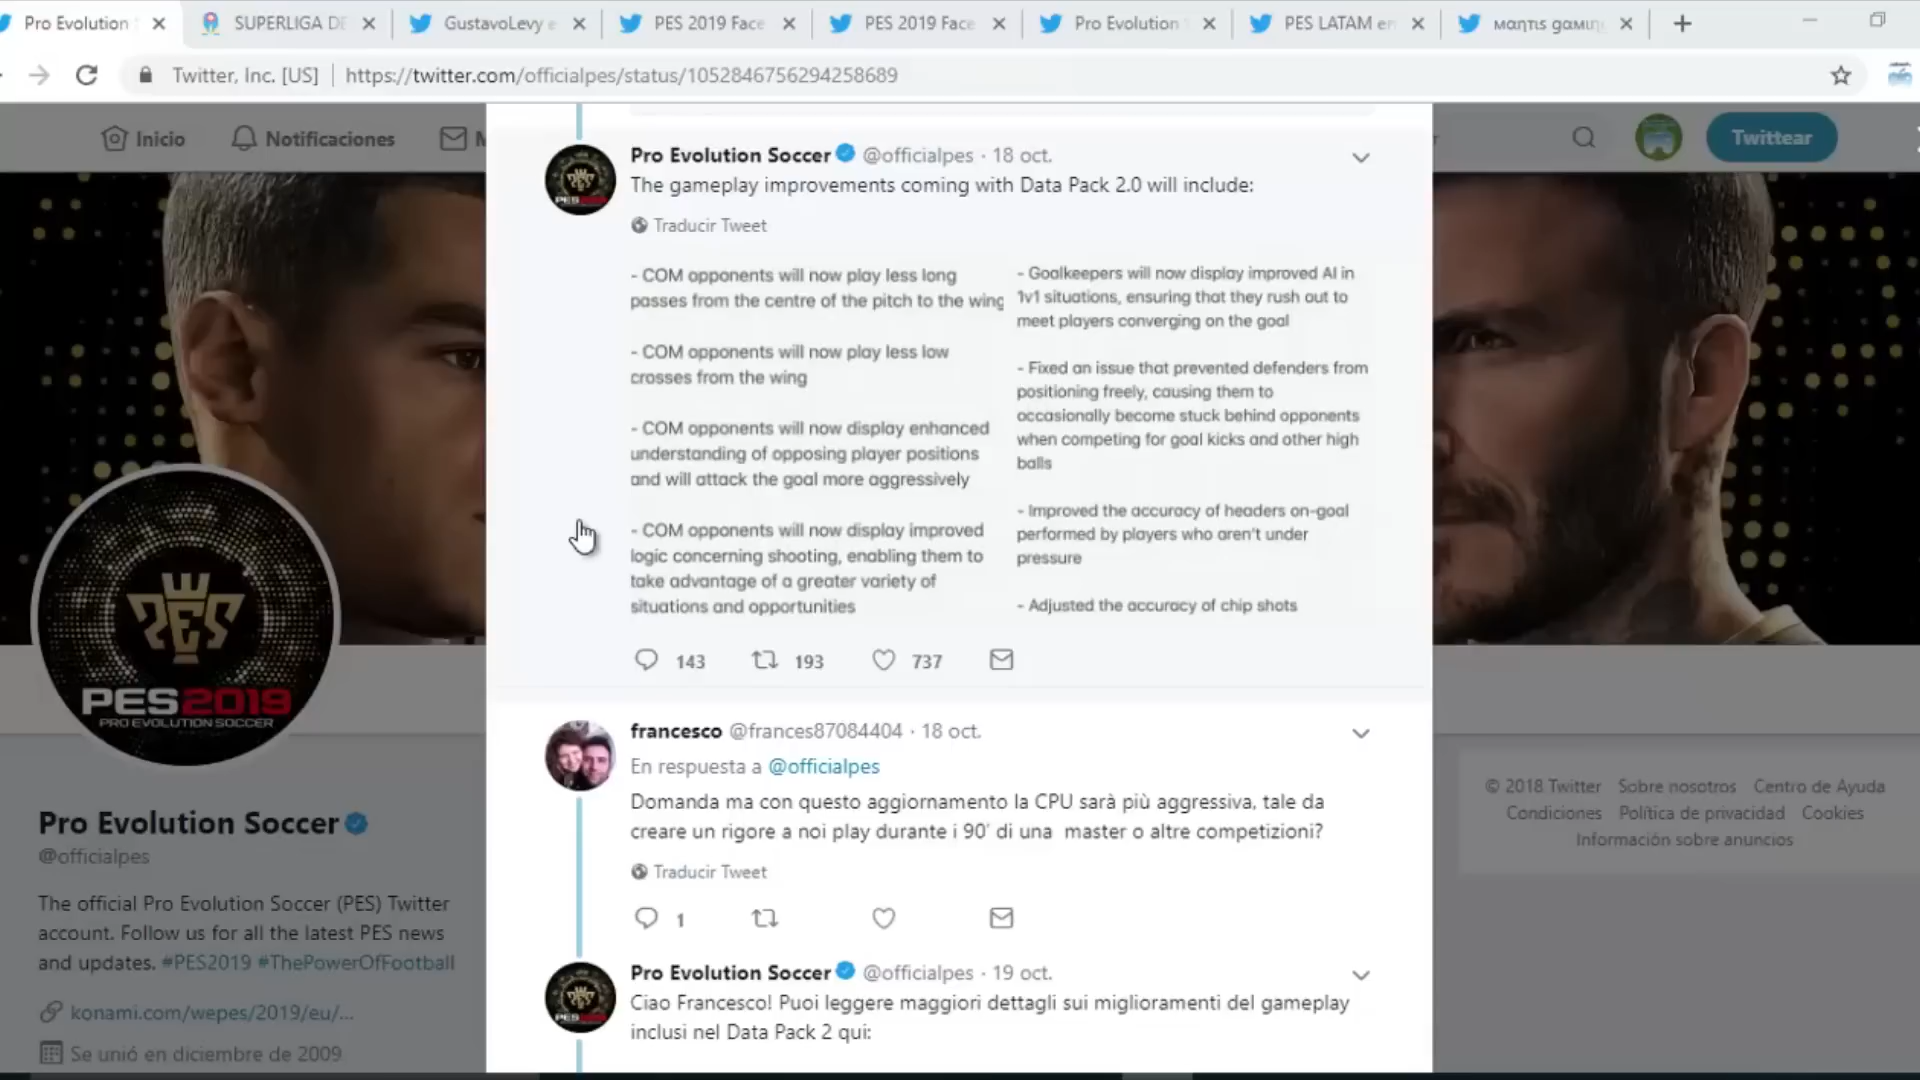 Pro Evolution
SUPERLIGA DE
GustavoLevy e
PES 2019 Face
PES 2019 Face
Pro Evolution
PES LATAM en
Twitter, Inc. [US] | https://twitter.com/officialpes/status/1052846756294258689
Inicio
Notificaciones
M
Twittear
Pro Evolution Soccer @officialpes · 18 oct.
The gameplay improvements coming with Data Pack 2.0 will include:
Traducir Tweet
- COM opponents will now play less long
passes from the centre of the pitch to the wing
- COM opponents will now play less low
crosses from the wing
- COM opponents will now display enhanced
understanding of opposing player positions
and will attack the goal more aggressively
- COM opponents will now display improved
logic concerning shooting, enabling them to
take advantage of a greater variety of
situations and opportunities
- Goalkeepers will now display improved AI in
1v1 situations, ensuring that they rush out to
meet players converging on the goal
- Fixed an issue that prevented defenders from
positioning freely, causing them to
occasionally become stuck behind opponents
when competing for goal kicks and other high
balls
- Improved the accuracy of headers on-goal
performed by players who aren't under
pressure
- Adjusted the accuracy of chip shots
143 193 737
francesco @frances87084404 · 18 oct.
En respuesta a @officialpes
Domanda ma con questo aggiornamento la CPU sarà più aggressiva, tale da
creare un rigore a noi play durante i 90' di una master o altre competizioni?
Traducir Tweet
1
Pro Evolution Soccer @officialpes · 19 oct.
Ciao Francesco! Puoi leggere maggiori dettagli sui miglioramenti del gameplay
inclusi nel Data Pack 2 qui:
PES
PES2019
PRO EVOLUTION SOCCER
Pro Evolution Soccer
@officialpes
The official Pro Evolution Soccer (PES) Twitter
account. Follow us for all the latest PES news
and updates. #PES2019 #ThePowerOfFootball
konami.com/wepes/2019/eu/...
Se unió en diciembre de 2009
© 2018 Twitter Sobre nosotros Centro de Ayuda
Condiciones Política de privacidad Cookies
Información sobre anuncios